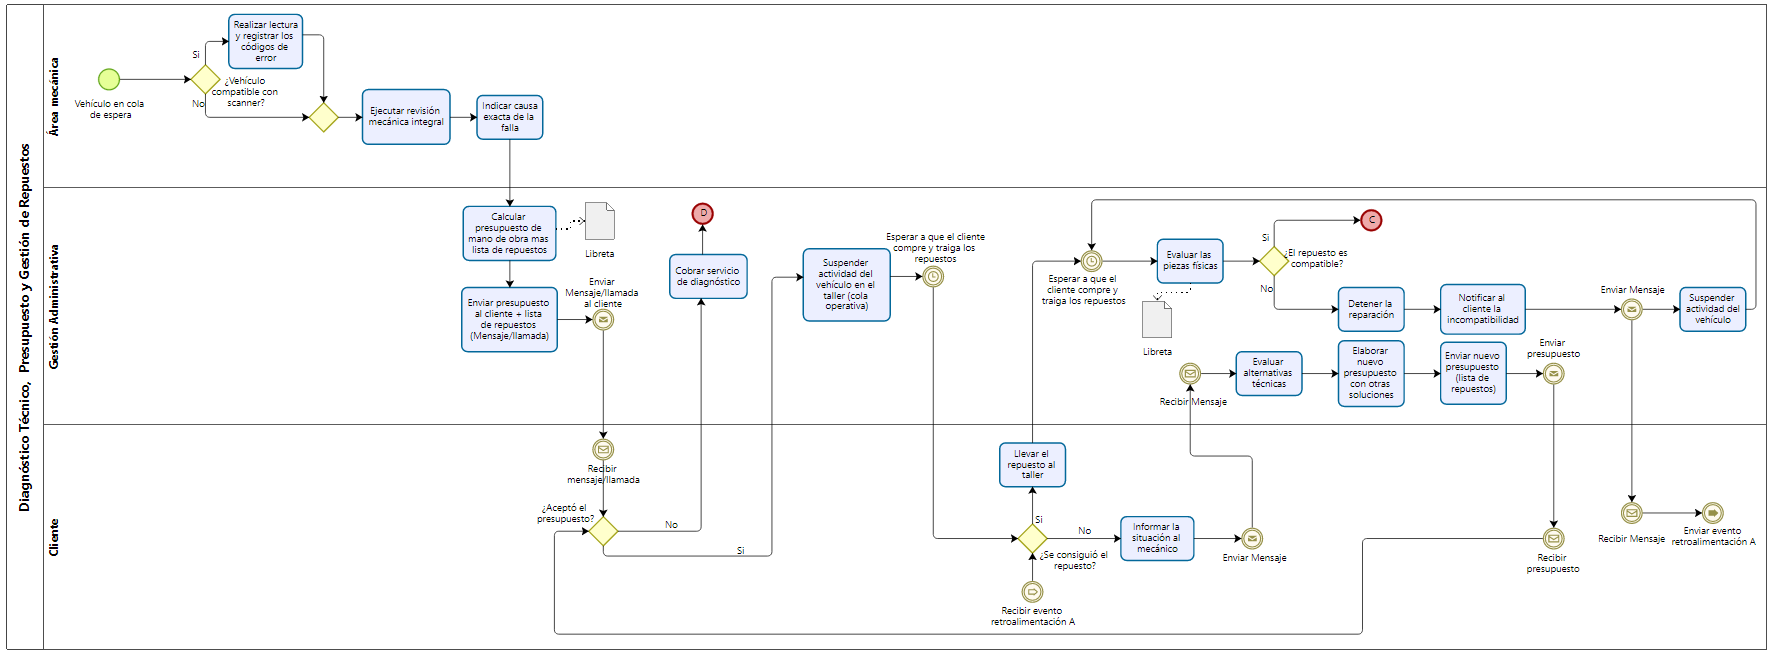 Diagnóstico Técnico, Presupuesto y Gestión de Repuestos
Área mecánica
Vehículo en cola
de espera
Si
No
¿Vehículo
compatible con
scanner?
Realizar lectura
y registrar los
códigos de
error
Ejecutar revisión
mecánica integral
Indicar causa
exacta de la
falla
Gestión Administrativa
Calcular
presupuesto de
mano de obra mas
lista de repuestos
Libreta
Enviar presupuesto
al cliente + lista
de repuestos
(Mensaje/llamada)
Enviar
Mensaje/llamada
al cliente
D
Cobrar servicio
de diagnóstico
Suspender
actividad del
vehículo en el
taller (cola
operativa)
Esperar a que el cliente
compre y traiga los
repuestos
Esperar a que el
cliente compre y
traiga los repuestos
Evaluar las
piezas físicas
Libreta
Si
No
¿El repuesto es
compatible?
C
Detener la
reparación
Notificar al
cliente la
incompatibilidad
Enviar Mensaje
Suspender
actividad del
vehículo
Recibir Mensaje
Evaluar
alternativas
técnicas
Elaborar
nuevo
presupuesto
con otras
soluciones
Enviar nuevo
presupuesto
(lista de
repuestos)
Enviar
presupuesto
Cliente
Recibir
mensaje/llamada
¿Aceptó el
presupuesto?
No
Si
Llevar el
repuesto al
taller
Si
No
¿Se consiguió el
repuesto?
Recibir evento
retroalimentación A
Informar la
situación al
mecánico
Enviar Mensaje
Recibir
presupuesto
Recibir Mensaje
Enviar evento
retroalimentación A